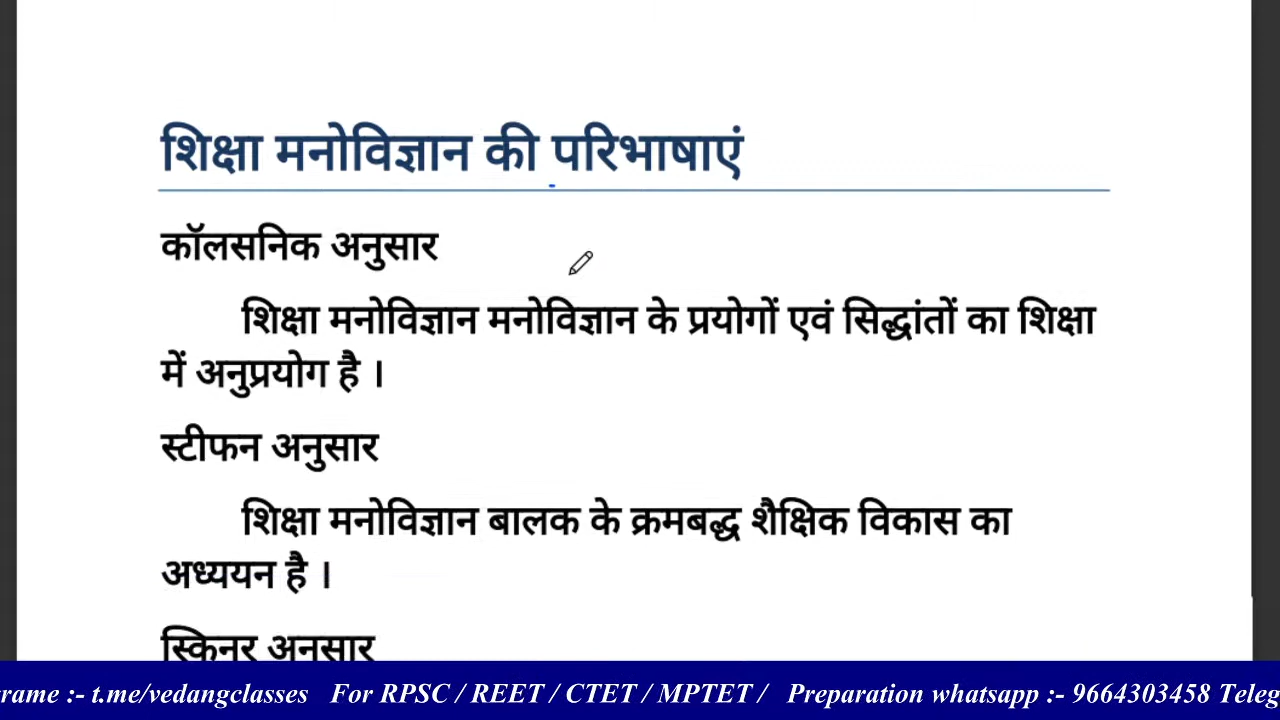 शिक्षा मनोविज्ञान की परिभाषाएं
कॉलसनिक अनुसार
शिक्षा मनोविज्ञान मनोविज्ञान के प्रयोगों एवं सिद्धांतों का शिक्षा
में अनुप्रयोग है ।
स्टीफन अनुसार
शिक्षा मनोविज्ञान बालक के क्रमबद्ध शैक्षिक विकास का
अध्ययन है ।
स्किनर अनुसार
rame :- t.me/vedangclasses For RPSC / REET / CTET / MPTET / Preparation whatsapp :- 9664303458 Teleg